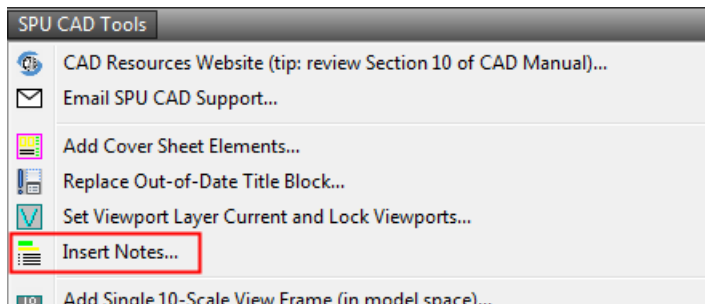 SPU CAD Tools
CAD Resources Website (tip: review Section 10 of CAD Manual)...
Email SPU CAD Support...
Add Cover Sheet Elements...
Replace Out-of-Date Title Block...
Set Viewport Layer Current and Lock Viewports...
Insert Notes...
10 Add Single 10-Scale View Frame (in model space)...